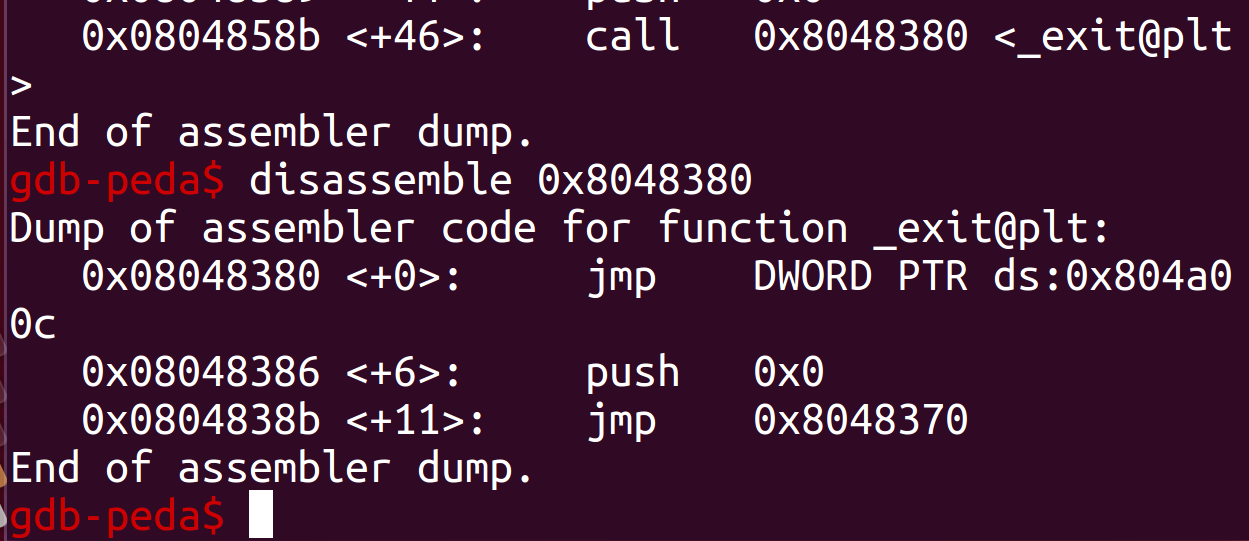 0x0804858b <+46>:    call   0x8048380 <_exit@plt
>
End of assembler dump.
gdb-peda$ disassemble 0x8048380
Dump of assembler code for function _exit@plt:
   0x08048380 <+0>:     jmp    DWORD PTR ds:0x804a0
0c
   0x08048386 <+6>:     push   0x0
   0x0804838b <+11>:    jmp    0x8048370
End of assembler dump.
gdb-peda$